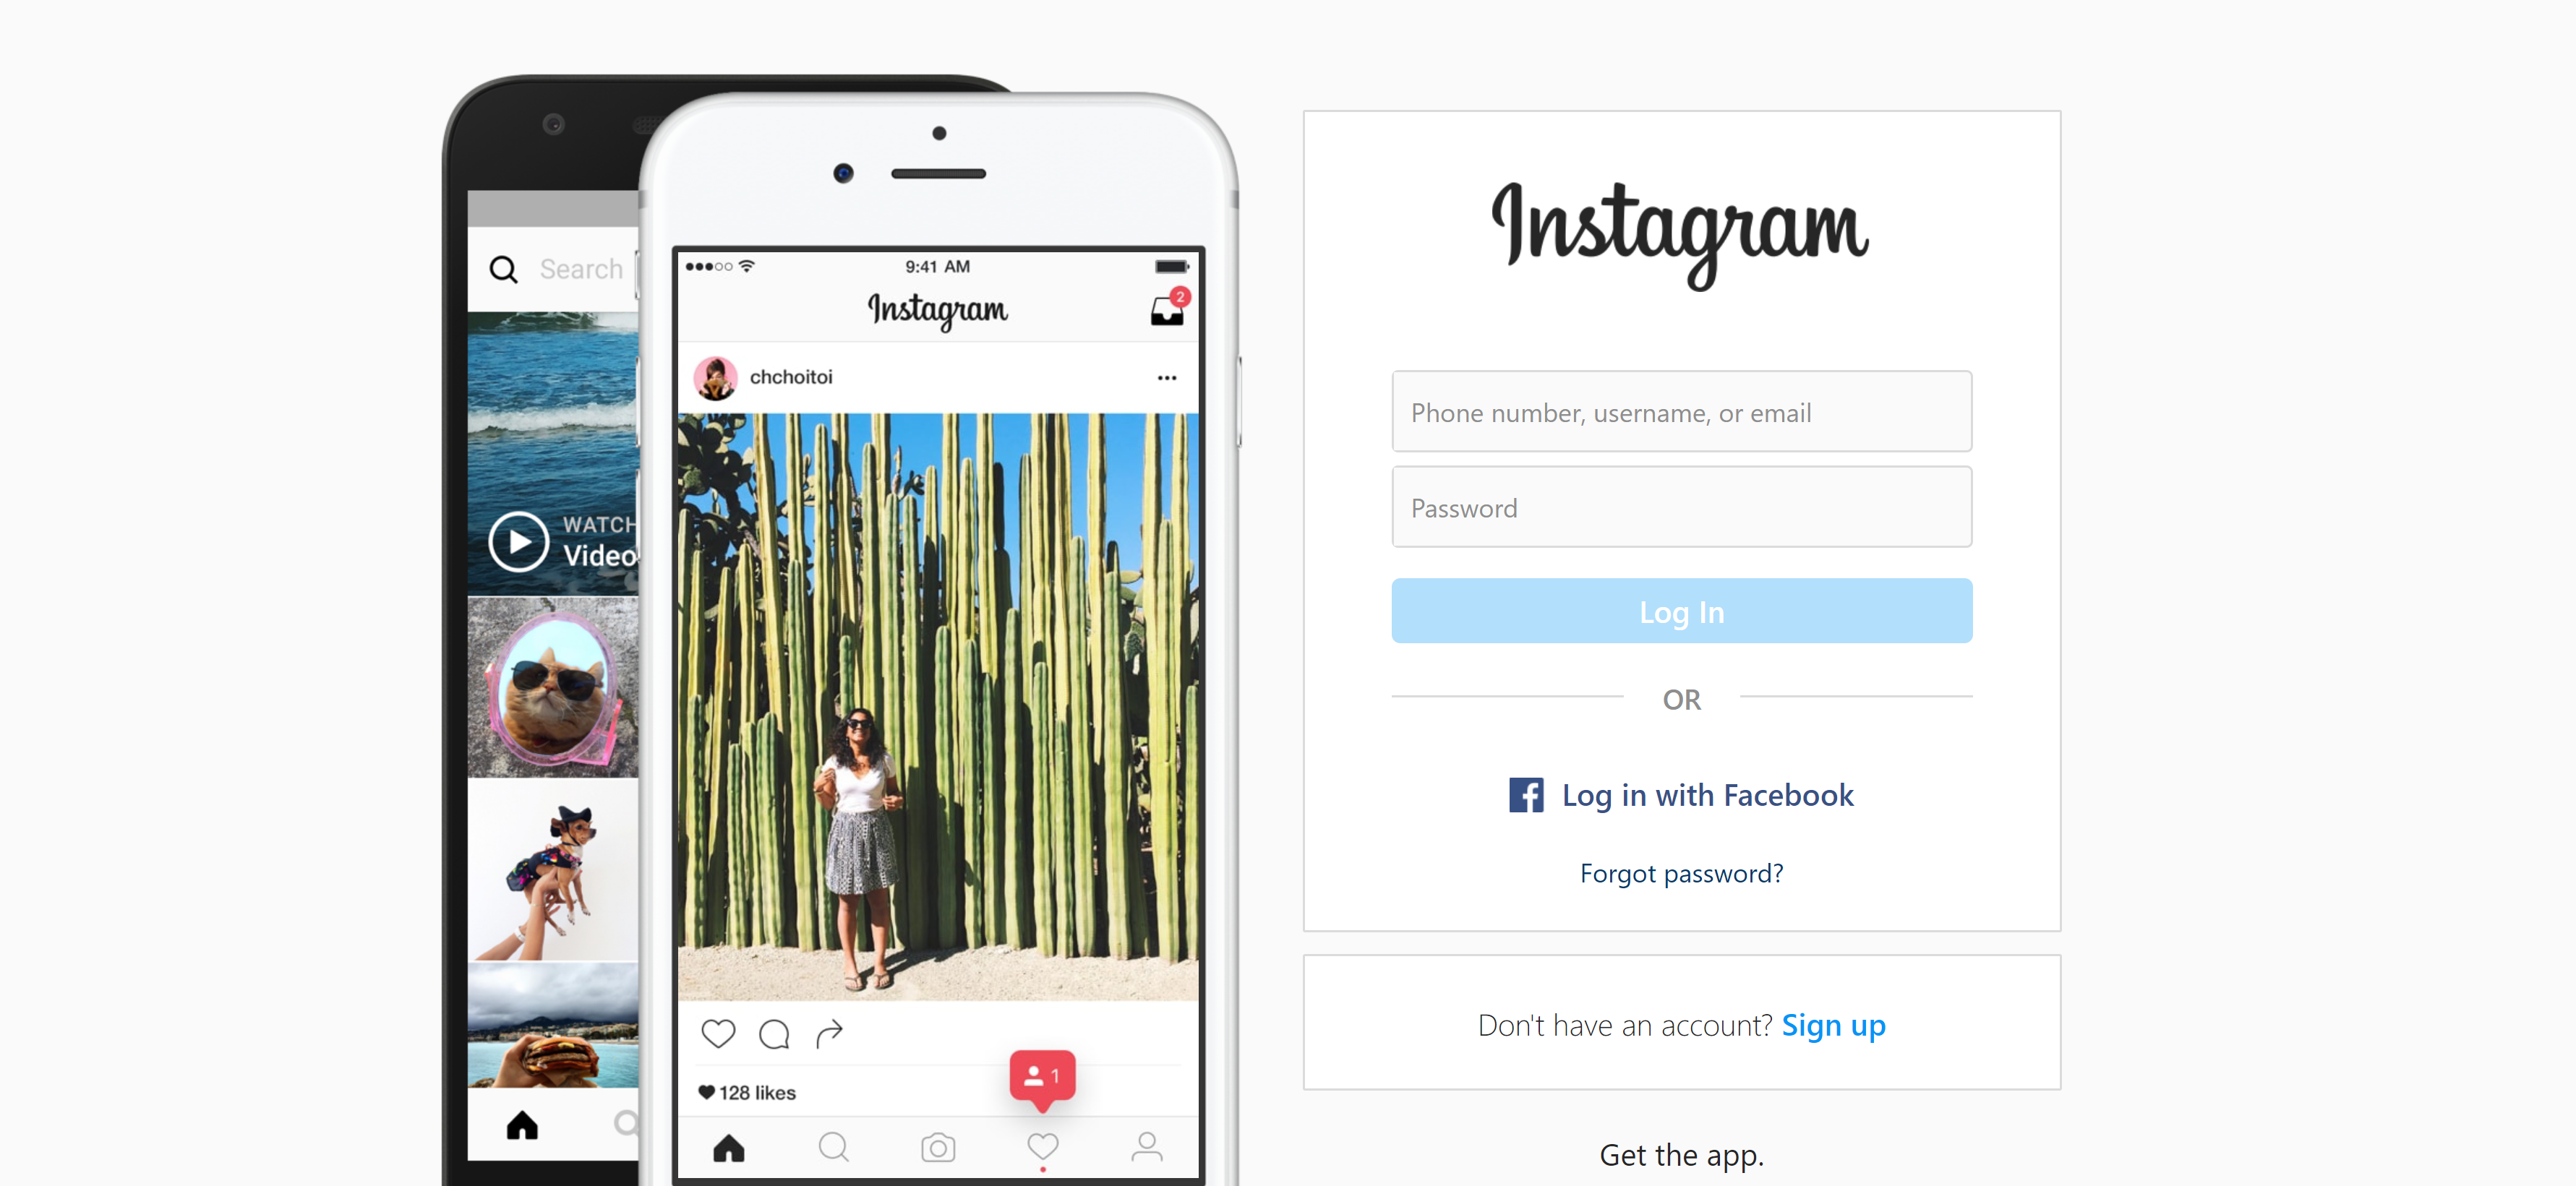 Search
WATCH
Video
9:41 AM
Instagram
2
chchoitoi
128 likes
1
Instagram
Phone number, username, or email
Password
Log In
OR
Log in with Facebook
Forgot password?
Don't have an account? Sign up
Get the app.